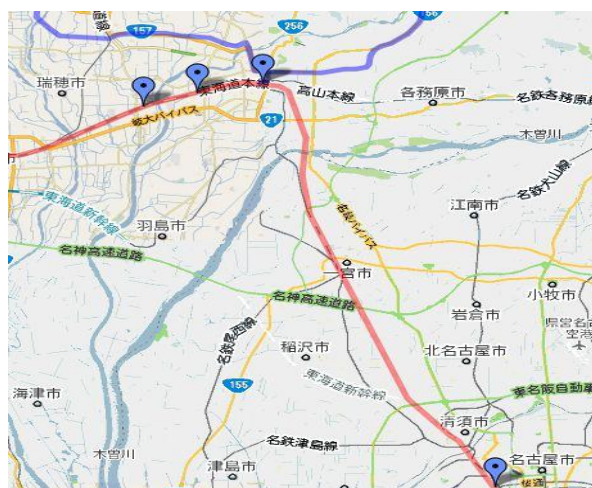 157
256
156
瑞穂市
東海道本線
高山本線
各務原市
名鉄各務原線
岐大バイパス
21
木曽川
名鉄犬山線
東海道新幹線
羽島市
名岐バイパス
江南市
名神高速道路
一宮市
小牧市
名神高速道路
岩倉市
県営名
空港
名鉄尾西線
稲沢市
北名古屋市
155
東海道新幹線
東名阪自動車
海津市
清須市
名鉄津島線
木曽川
津島市
名古屋市